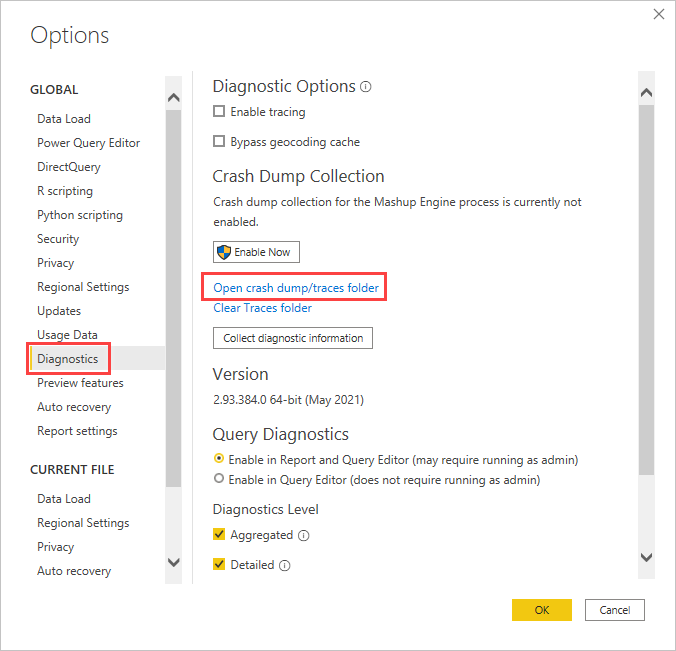 Options
GLOBAL
Data Load
Power Query Editor
DirectQuery
R scripting
Python scripting
Security
Privacy
Regional Settings
Updates
Usage Data
Diagnostics
Preview features
Auto recovery
Report settings
CURRENT FILE
Data Load
Regional Settings
Privacy
Auto recovery
Diagnostic Options
Enable tracing
Bypass geocoding cache
Crash Dump Collection
Crash dump collection for the Mashup Engine process is currently not
enabled.
Enable Now
Open crash dump/traces folder
Clear Traces folder
Collect diagnostic information
Version
2.93.384.0 64-bit (May 2021)
Query Diagnostics
Enable in Report and Query Editor (may require running as admin)
Enable in Query Editor (does not require running as admin)
Diagnostics Level
Aggregated
Detailed
OK
Cancel